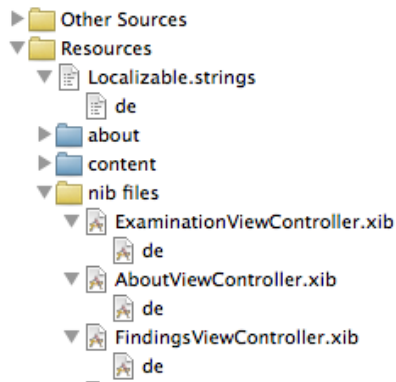 Other Sources
Resources
Localizable.strings
de
about
content
nib files
ExaminationViewController.xib
de
AboutViewController.xib
de
FindingsViewController.xib
de